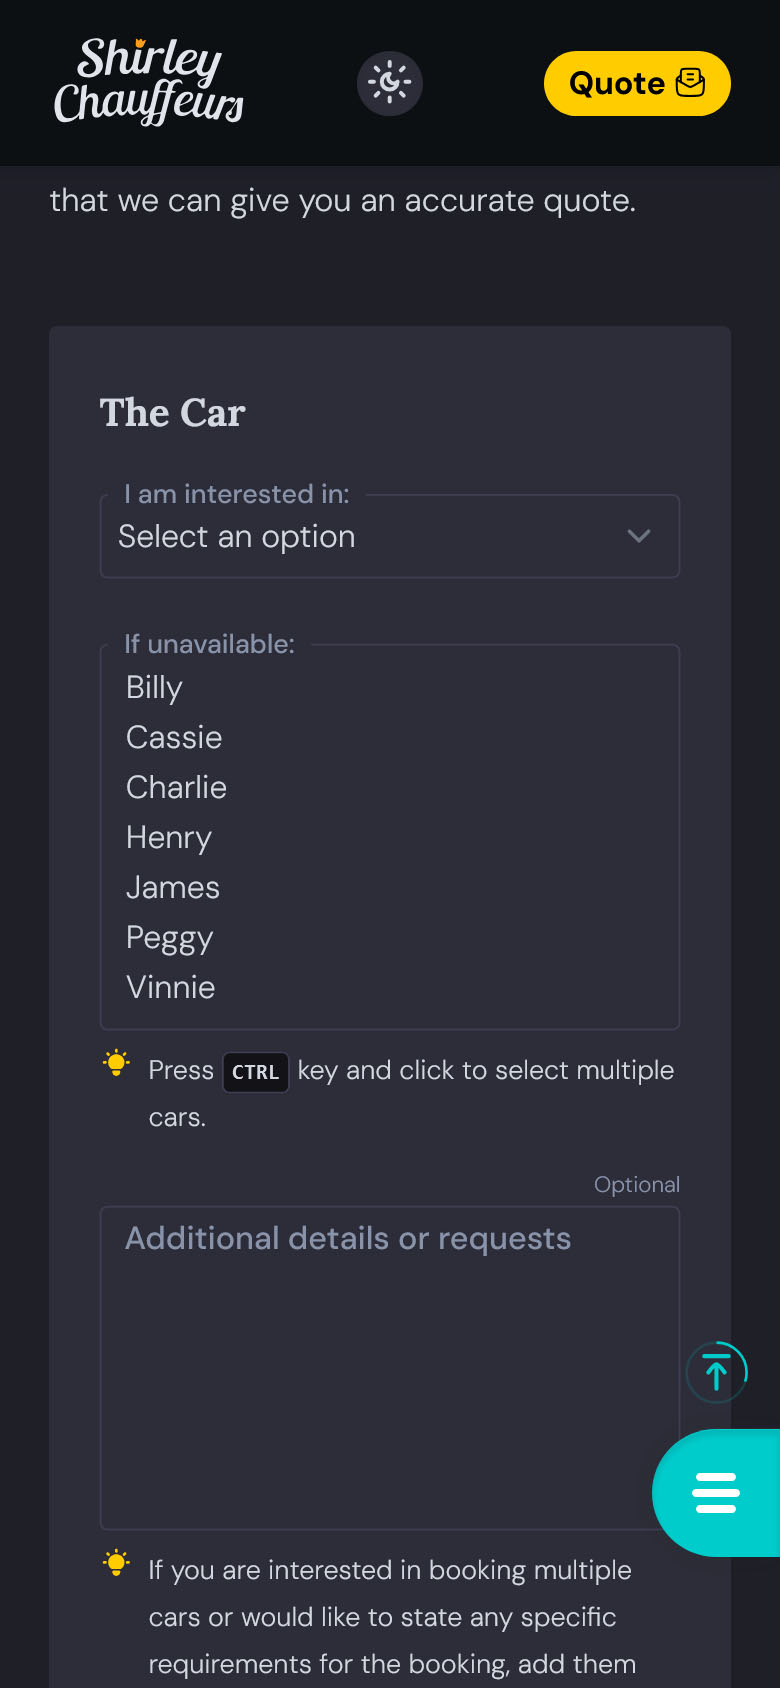 Shirley
Chauffeurs
Quote
that we can give you an accurate quote.
The Car
I am interested in:
Select an option
If unavailable:
Billy
Cassie
Charlie
Henry
James
Peggy
Vinnie
Press CTRL key and click to select multiple
cars.
Optional
Additional details or requests
If you are interested in booking multiple
cars or would like to state any specific
requirements for the booking, add them